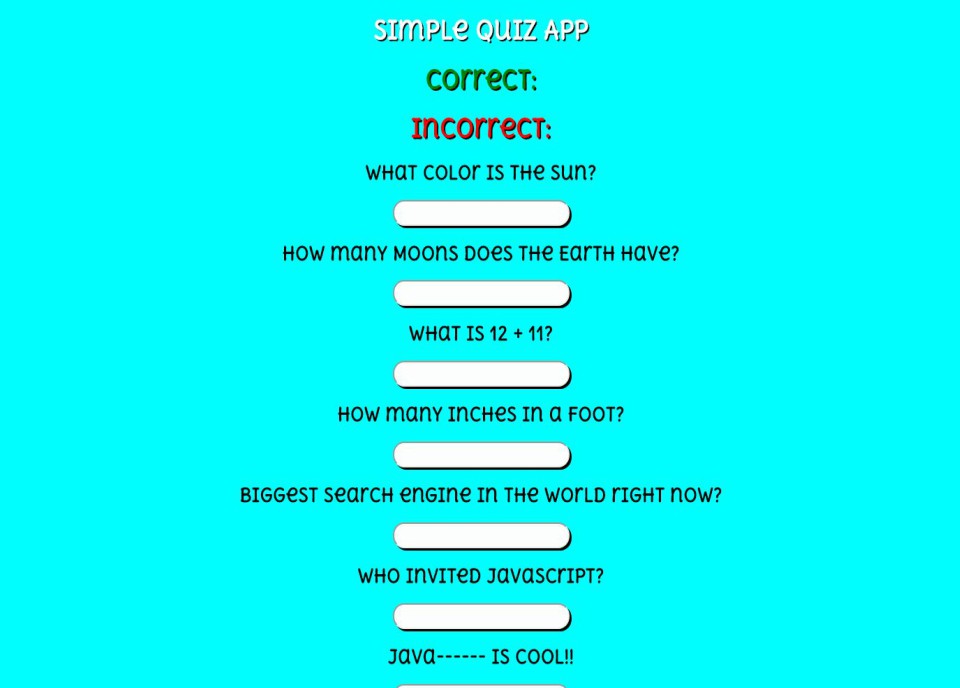 Simple Quiz App
Correct:
Incorrect:
What color is the sun?
How many Moons Does the Earth have?
What is 12 + 11?
How many inches in a foot?
Biggest search engine in the world right now?
Who invited Javascript?
Java------ is cool!!